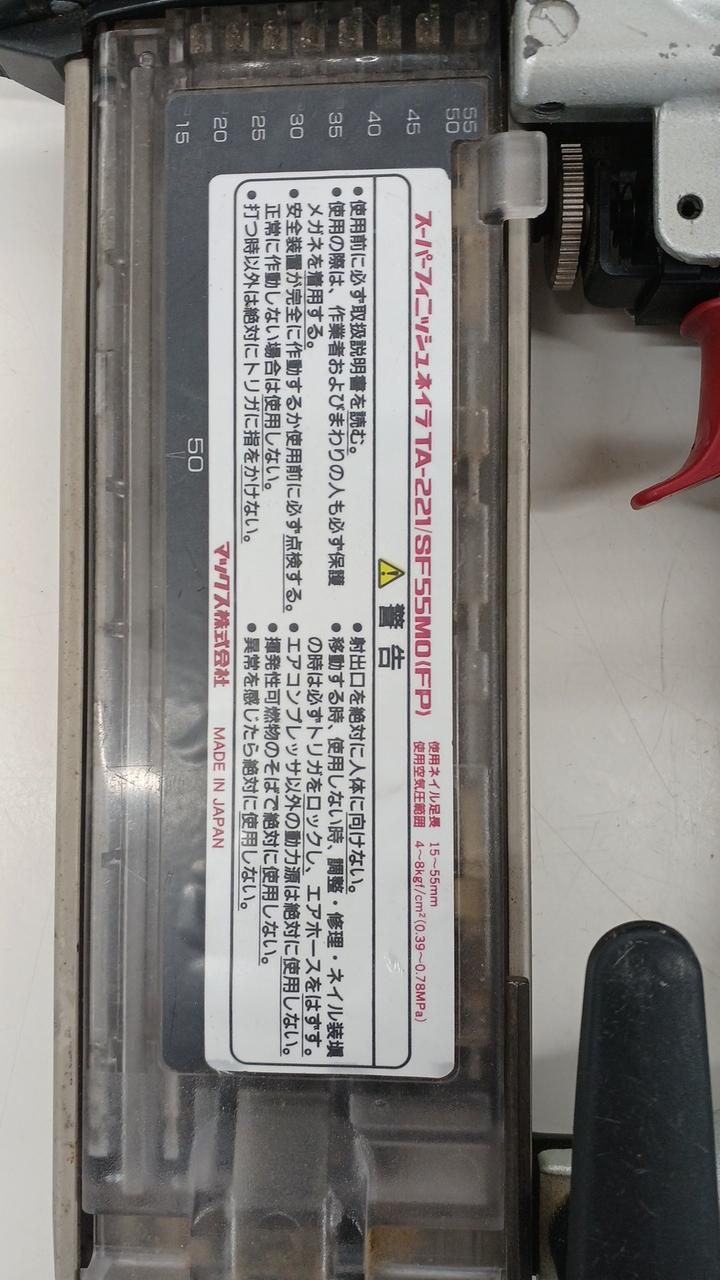 スーパーフィニッシュネイラ TA-221/SF55MO(FP)
使用ネイル足長 15～55mm
使用空気圧範囲 4～8kgf/cm²(0.39～0.78MPa)
警告
●使用前に必ず取扱説明書を読む。
●使用の際は、作業者およびまわりの人も必ず保護
メガネを着用する。
●安全装置が完全に作動するか使用前に必ず点検する。
正常に作動しない場合は使用しない。
●打つ時以外は絶対にトリガに指をかけない。
●射出口を絶対に人体に向けない。
●移動する時、使用しない時、調整・修理・ネイル装塡
の時は必ずトリガをロックし、エアホースをはずす。
●エアコンプレッサ以外の動力源は絶対に使用しない。
●揮発性可燃物のそばで絶対に使用しない。
●異常を感じたら絶対に使用しない。
マックス株式会社 MADE IN JAPAN
55
50
45
40
35
30
25
20
15
50